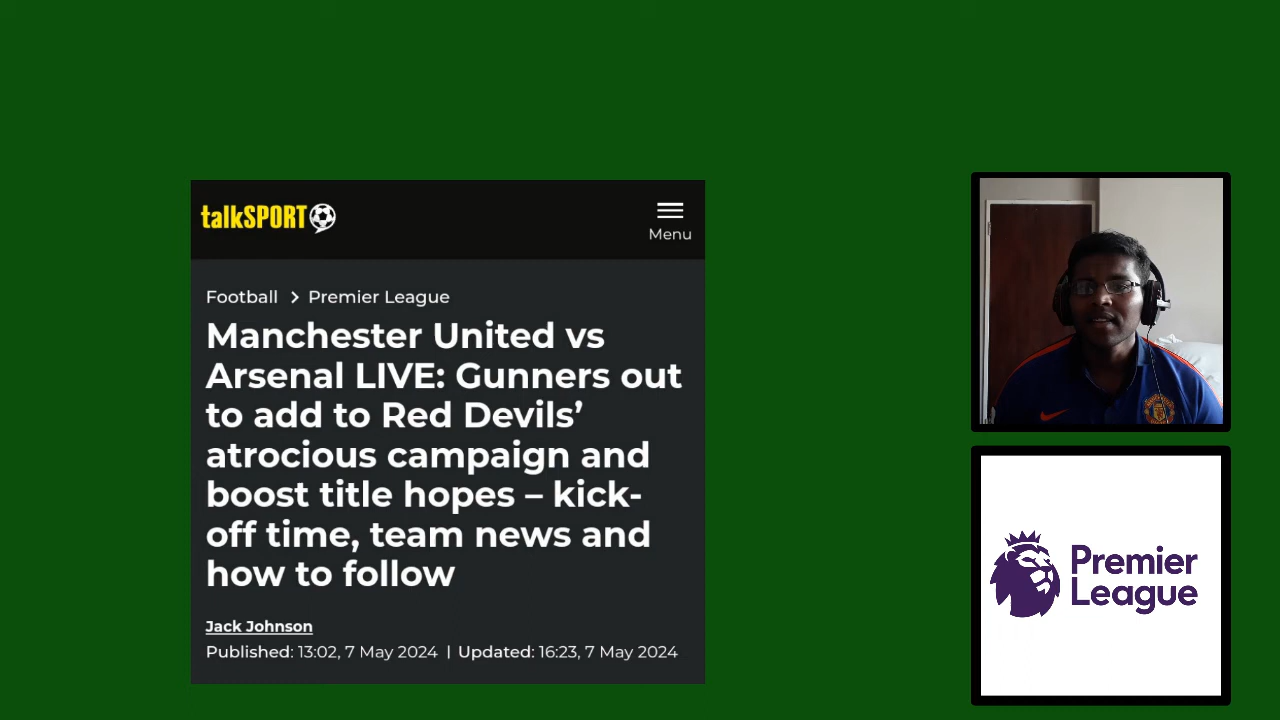 talkSPORT
Menu
Football > Premier League
Manchester United vs
Arsenal LIVE: Gunners out
to add to Red Devils’
atrocious campaign and
boost title hopes – kick-
off time, team news and
how to follow
Jack Johnson
Published: 13:02, 7 May 2024 | Updated: 16:23, 7 May 2024
Premier
League